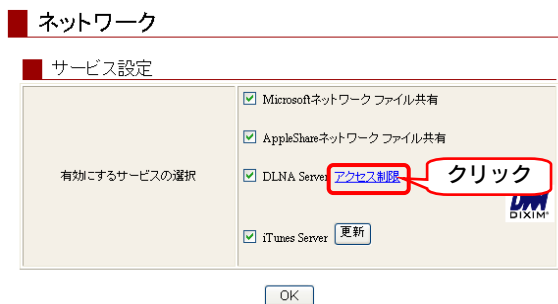 ネットワーク
サービス設定
Microsoftネットワーク ファイル共有
AppleShareネットワーク ファイル共有
有効にするサービスの選択
DLNA Server アクセス制限
クリック
DIXIM
iTunes Server 更新
OK